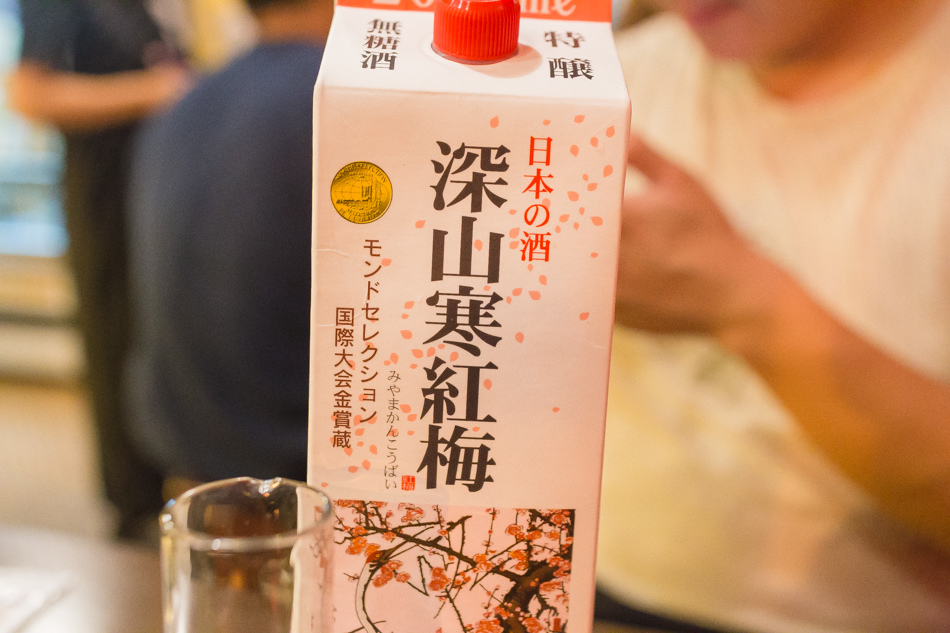 無糖酒
特醸
日本の酒
深山寒紅梅
みやまかんこうばい
モンドセレクション
国際大会金賞蔵